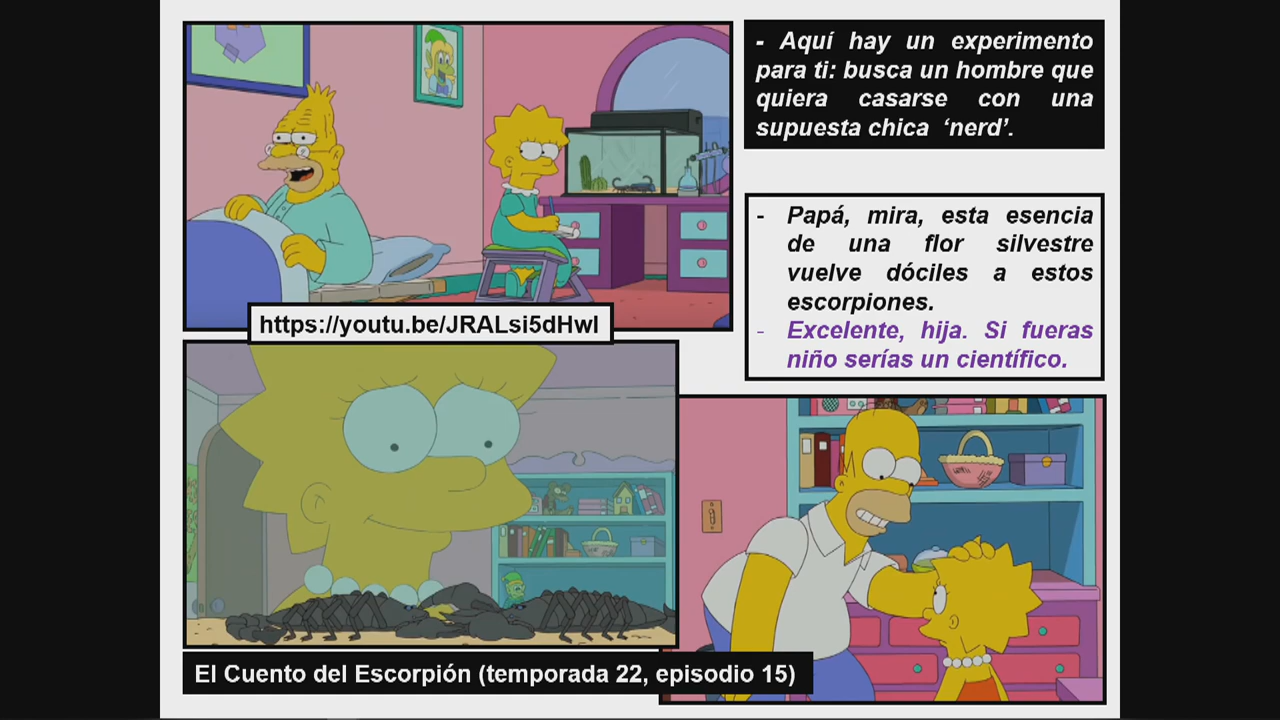 - Aquí hay un experimento
para ti: busca un hombre que
quiera casarse con una
supuesta chica ‘nerd’.
- Papá, mira, esta esencia
de una flor silvestre
vuelve dóciles a estos
escorpiones.
- Excelente, hija. Si fueras
niño serías un científico.
https://youtu.be/JRALsi5dHwI
El Cuento del Escorpión (temporada 22, episodio 15)